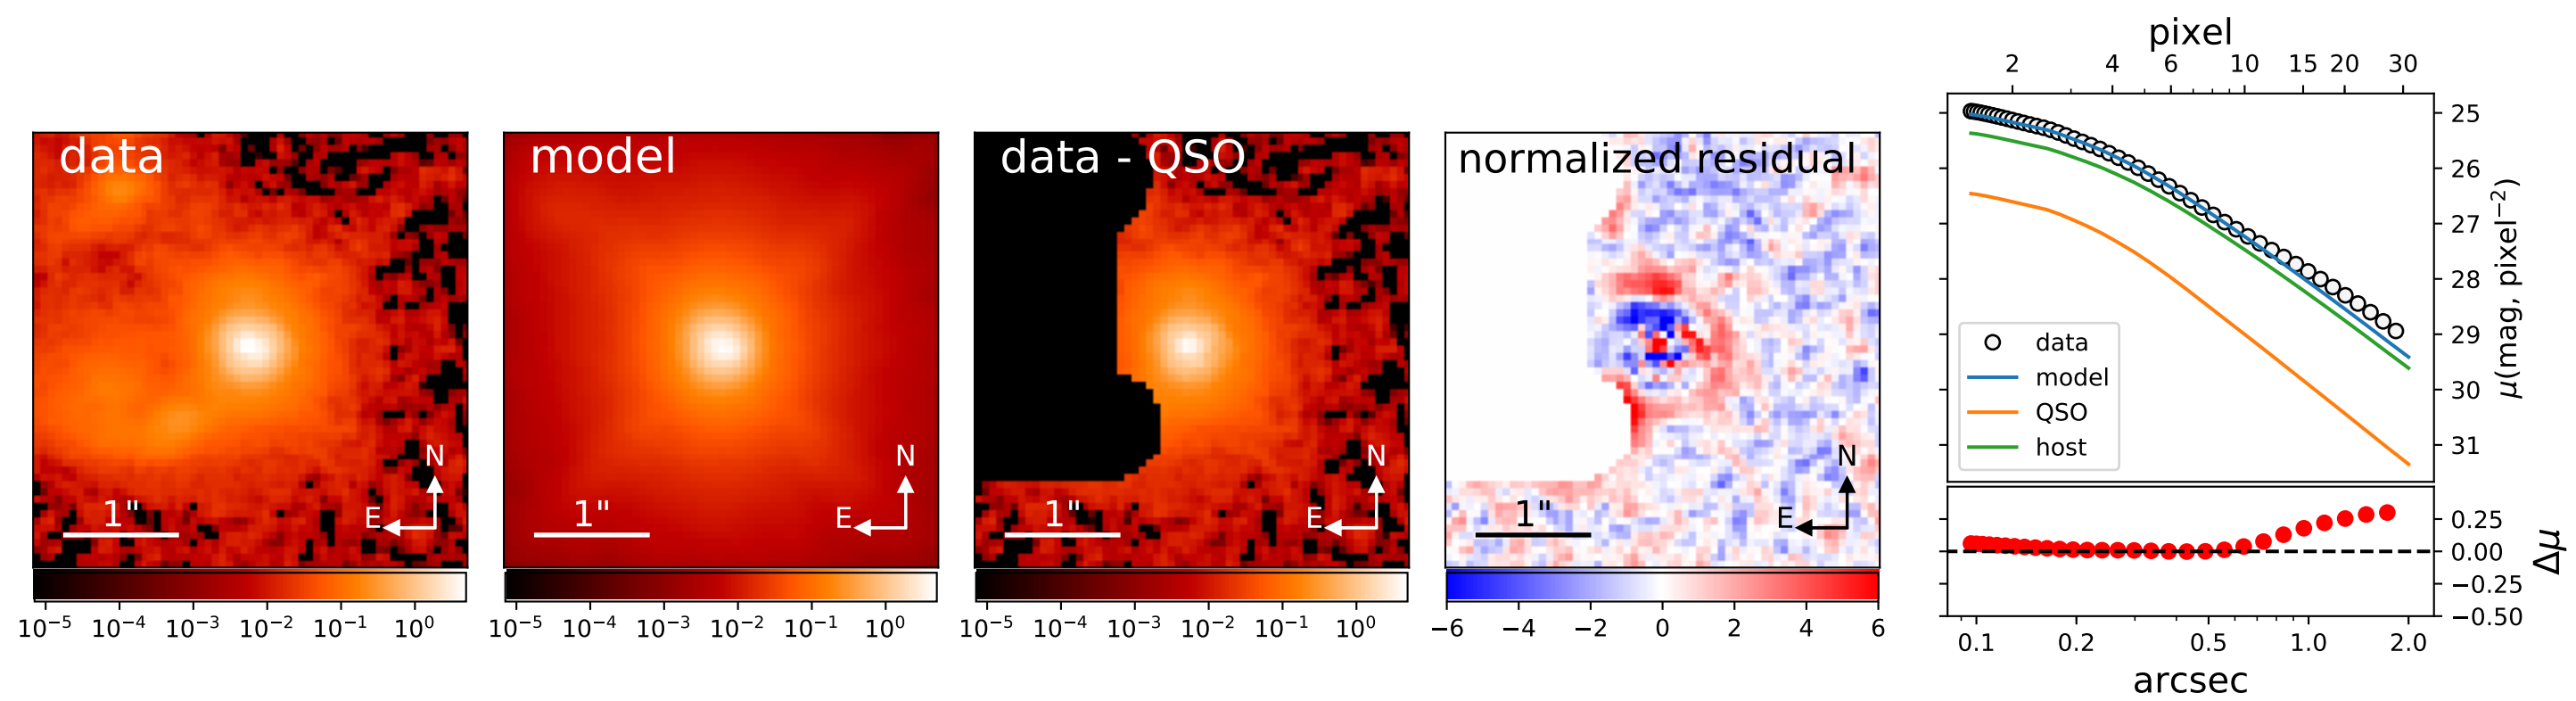 data
N
E
1"
10⁻⁵ 10⁻⁴ 10⁻³ 10⁻² 10⁻¹ 10⁰
model
N
E
1"
10⁻⁵ 10⁻⁴ 10⁻³ 10⁻² 10⁻¹ 10⁰
data - QSO
N
E
1"
10⁻⁵ 10⁻⁴ 10⁻³ 10⁻² 10⁻¹ 10⁰
normalized residual
N
E
1"
−6 −4 −2 0 2 4 6
pixel
2 4 6 10 15 20 30
25
26
27
28
29
30
31
μ(mag, pixel⁻²)
data
model
QSO
host
0.25
0.00
−0.25
−0.50
Δμ
0.1 0.2 0.5 1.0 2.0
arcsec